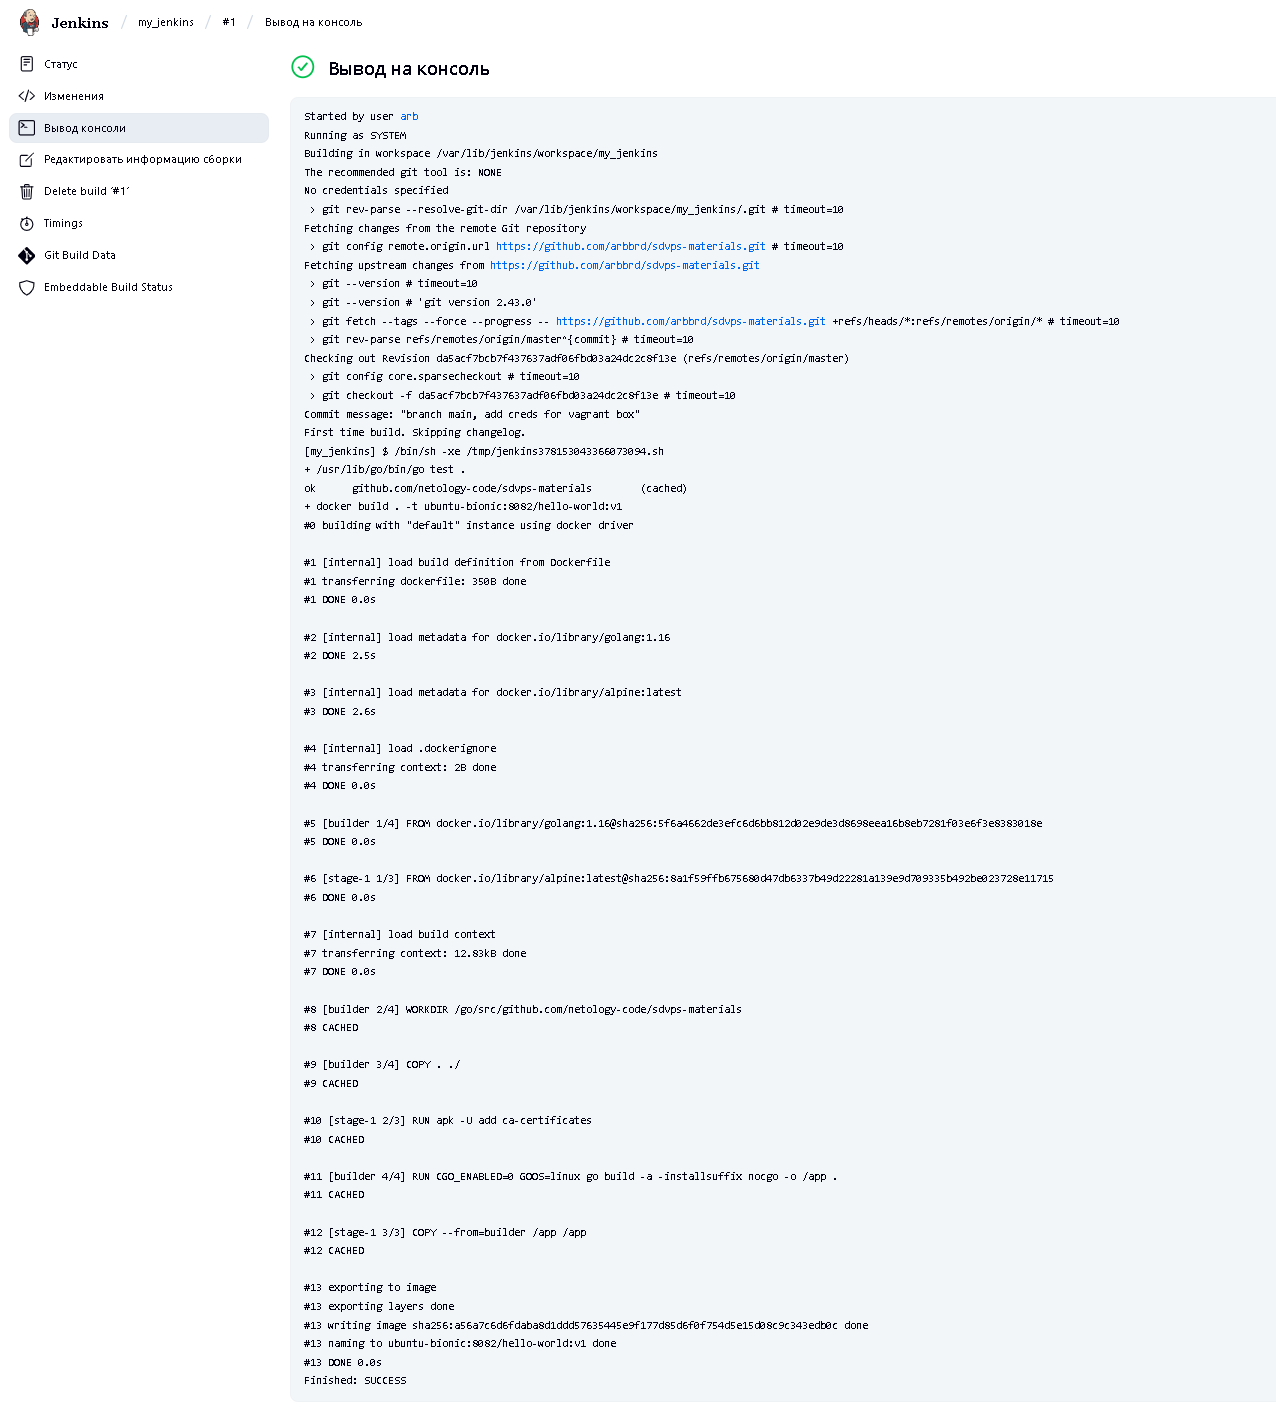 Jenkins / my_jenkins / #1 / Вывод на консоль
Статус
Изменения
Вывод консоли
Редактировать информацию сборки
Delete build ‘#1’
Timings
Git Build Data
Embeddable Build Status
Вывод на консоль
Started by user arb
Running as SYSTEM
Building in workspace /var/lib/jenkins/workspace/my_jenkins
The recommended git tool is: NONE
No credentials specified
 > git rev-parse --resolve-git-dir /var/lib/jenkins/workspace/my_jenkins/.git # timeout=10
Fetching changes from the remote Git repository
 > git config remote.origin.url https://github.com/arbbrd/sdvps-materials.git # timeout=10
Fetching upstream changes from https://github.com/arbbrd/sdvps-materials.git
 > git --version # timeout=10
 > git --version # 'git version 2.43.0'
 > git fetch --tags --force --progress -- https://github.com/arbbrd/sdvps-materials.git +refs/heads/*:refs/remotes/origin/* # timeout=10
 > git rev-parse refs/remotes/origin/master^{commit} # timeout=10
Checking out Revision da5acf7bcb7f437637adf06fbd03a24dc2c8f13e (refs/remotes/origin/master)
 > git config core.sparsecheckout # timeout=10
 > git checkout -f da5acf7bcb7f437637adf06fbd03a24dc2c8f13e # timeout=10
Commit message: "branch main, add creds for vagrant box"
First time build. Skipping changelog.
[my_jenkins] $ /bin/sh -xe /tmp/jenkins378153043366073094.sh
+ /usr/lib/go/bin/go test .
ok      github.com/netology-code/sdvps-materials        (cached)
+ docker build . -t ubuntu-bionic:8082/hello-world:v1
#0 building with "default" instance using docker driver
#1 [internal] load build definition from Dockerfile
#1 transferring dockerfile: 350B done
#1 DONE 0.0s
#2 [internal] load metadata for docker.io/library/golang:1.16
#2 DONE 2.5s
#3 [internal] load metadata for docker.io/library/alpine:latest
#3 DONE 2.6s
#4 [internal] load .dockerignore
#4 transferring context: 2B done
#4 DONE 0.0s
#5 [builder 1/4] FROM docker.io/library/golang:1.16@sha256:5f6a4662de3efc6d6bb812d02e9de3d8698eea16b8eb7281f03e6f3e8383018e
#5 DONE 0.0s
#6 [stage-1 1/3] FROM docker.io/library/alpine:latest@sha256:8a1f59ffb675680d47db6337b49d22281a139e9d709335b492be023728e11715
#6 DONE 0.0s
#7 [internal] load build context
#7 transferring context: 12.83kB done
#7 DONE 0.0s
#8 [builder 2/4] WORKDIR /go/src/github.com/netology-code/sdvps-materials
#8 CACHED
#9 [builder 3/4] COPY . ./
#9 CACHED
#10 [stage-1 2/3] RUN apk -U add ca-certificates
#10 CACHED
#11 [builder 4/4] RUN CGO_ENABLED=0 GOOS=linux go build -a -installsuffix nocgo -o /app .
#11 CACHED
#12 [stage-1 3/3] COPY --from=builder /app /app
#12 CACHED
#13 exporting to image
#13 exporting layers done
#13 writing image sha256:a56a7c6d6fdaba8d1ddd57635445e9f177d85d6f0f754d5e15d08c9c343edb0c done
#13 naming to ubuntu-bionic:8082/hello-world:v1 done
#13 DONE 0.0s
Finished: SUCCESS